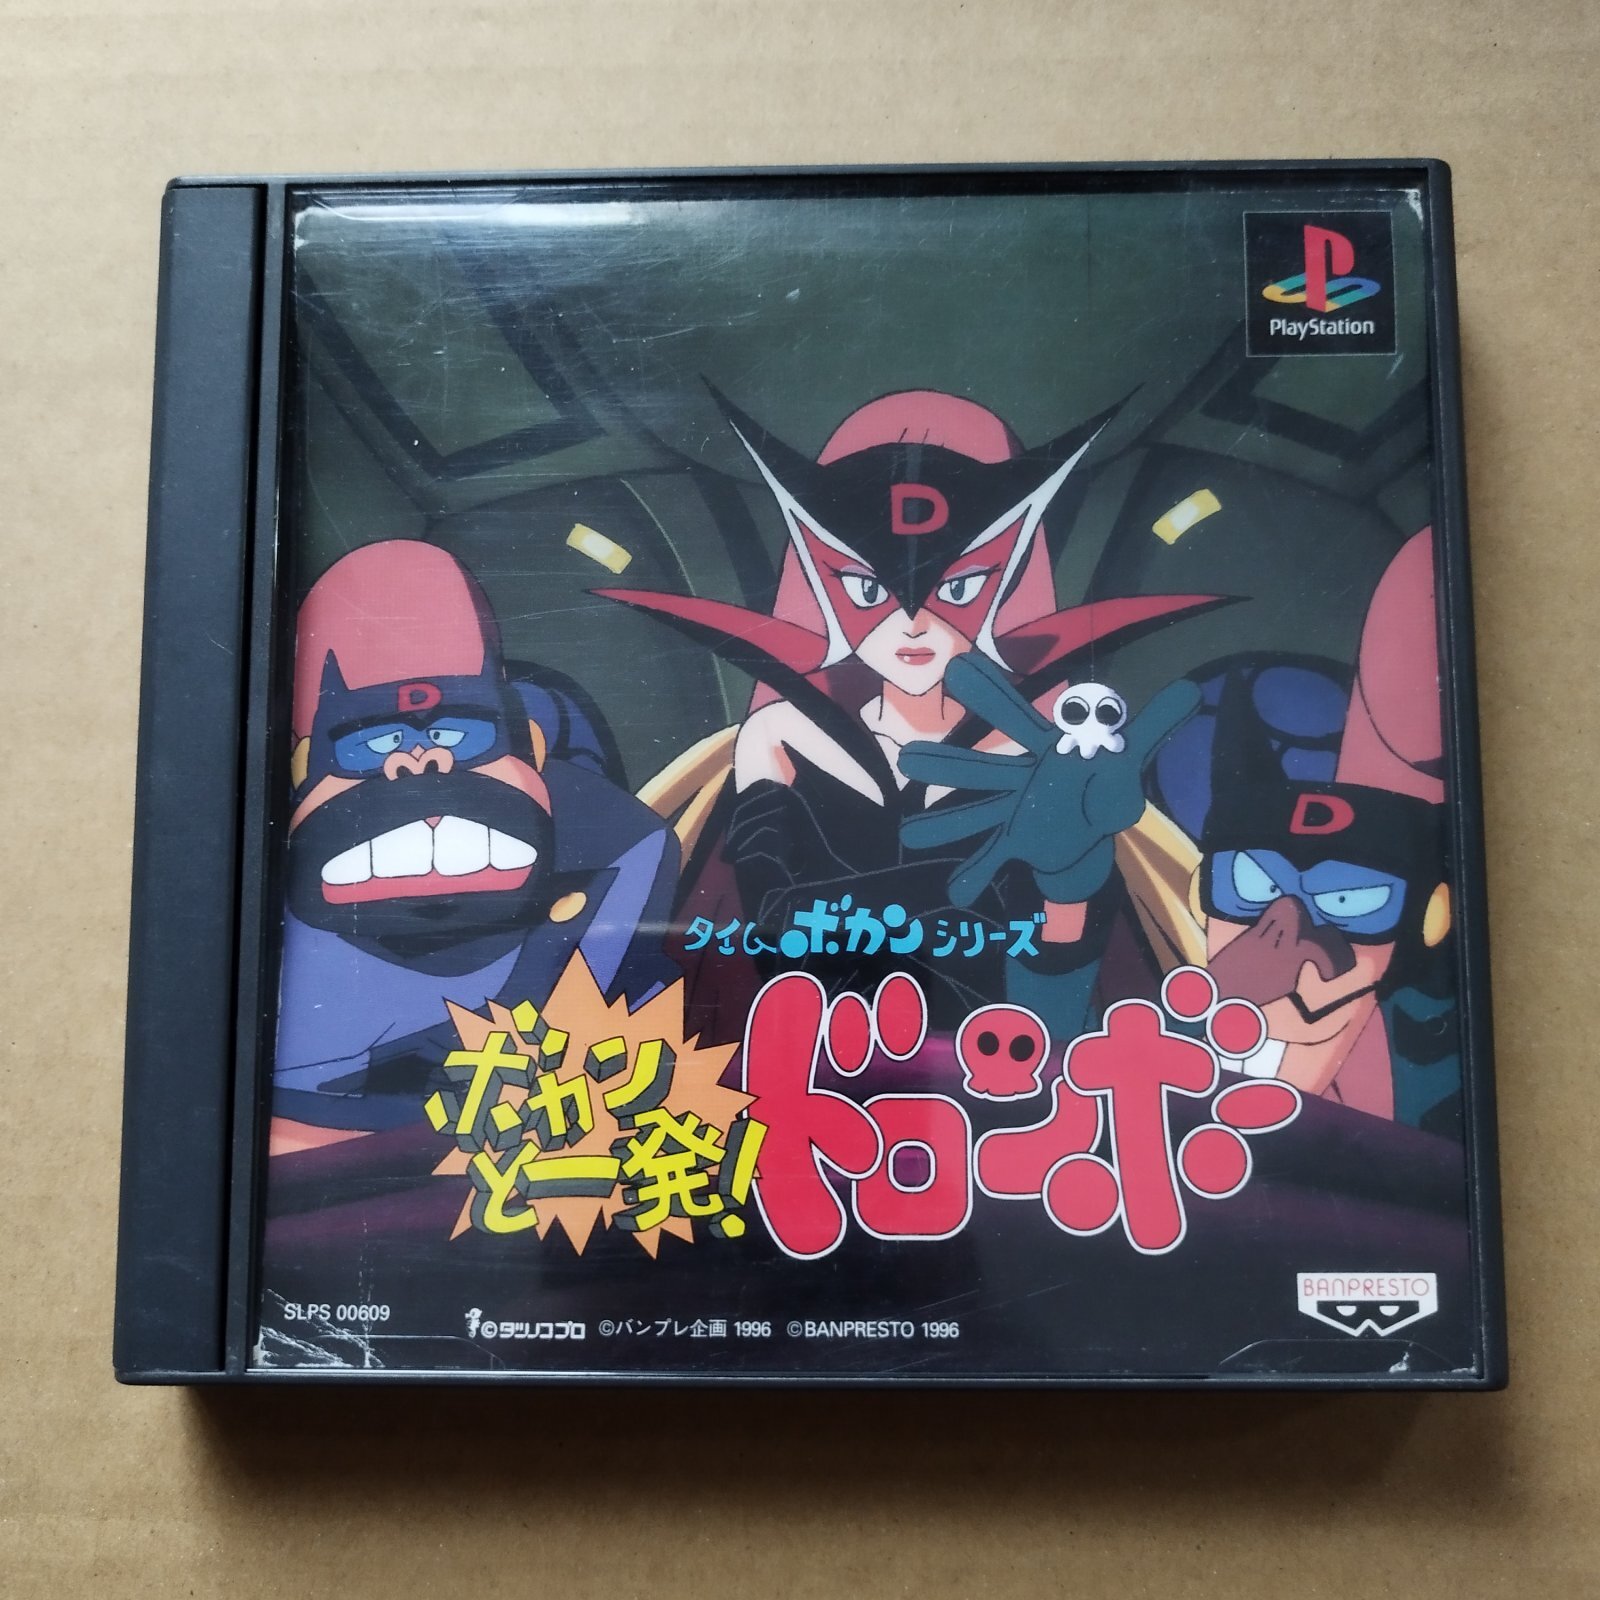 PlayStation
D
D
D
タイムボカンシリーズ
ボカンと一発!
ドロンボー
BANPRESTO
SLPS 00609
©タツノコプロ ©バンプレ企画 1996 ©BANPRESTO 1996